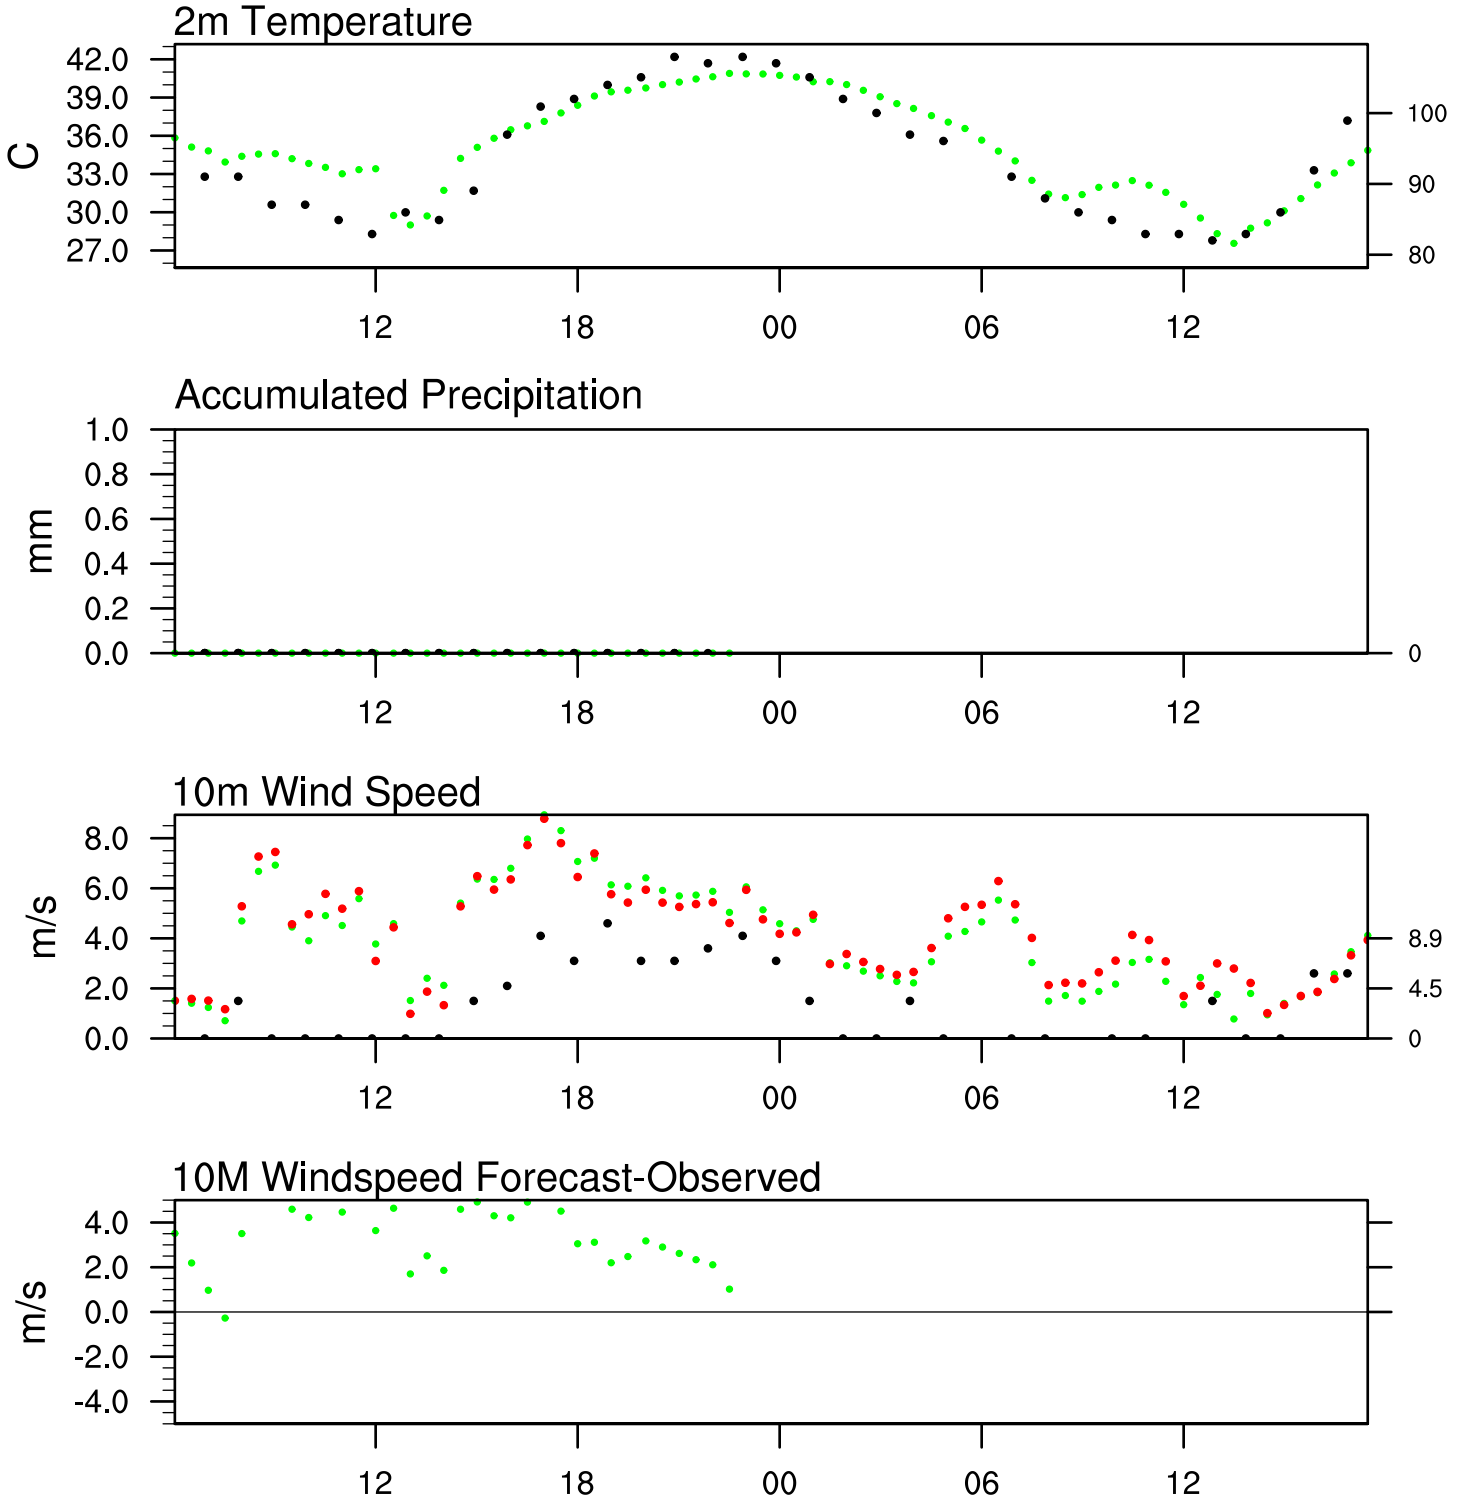 2m Temperature
42.0
39.0
36.0
33.0
30.0
27.0
C
100
90
80
12 18 00 06 12
Accumulated Precipitation
1.0
0.8
0.6
0.4
0.2
0.0
mm
0
12 18 00 06 12
10m Wind Speed
8.0
6.0
4.0
2.0
0.0
m/s
8.9
4.5
0
12 18 00 06 12
10M Windspeed Forecast-Observed
4.0
2.0
0.0
-2.0
-4.0
m/s
12 18 00 06 12